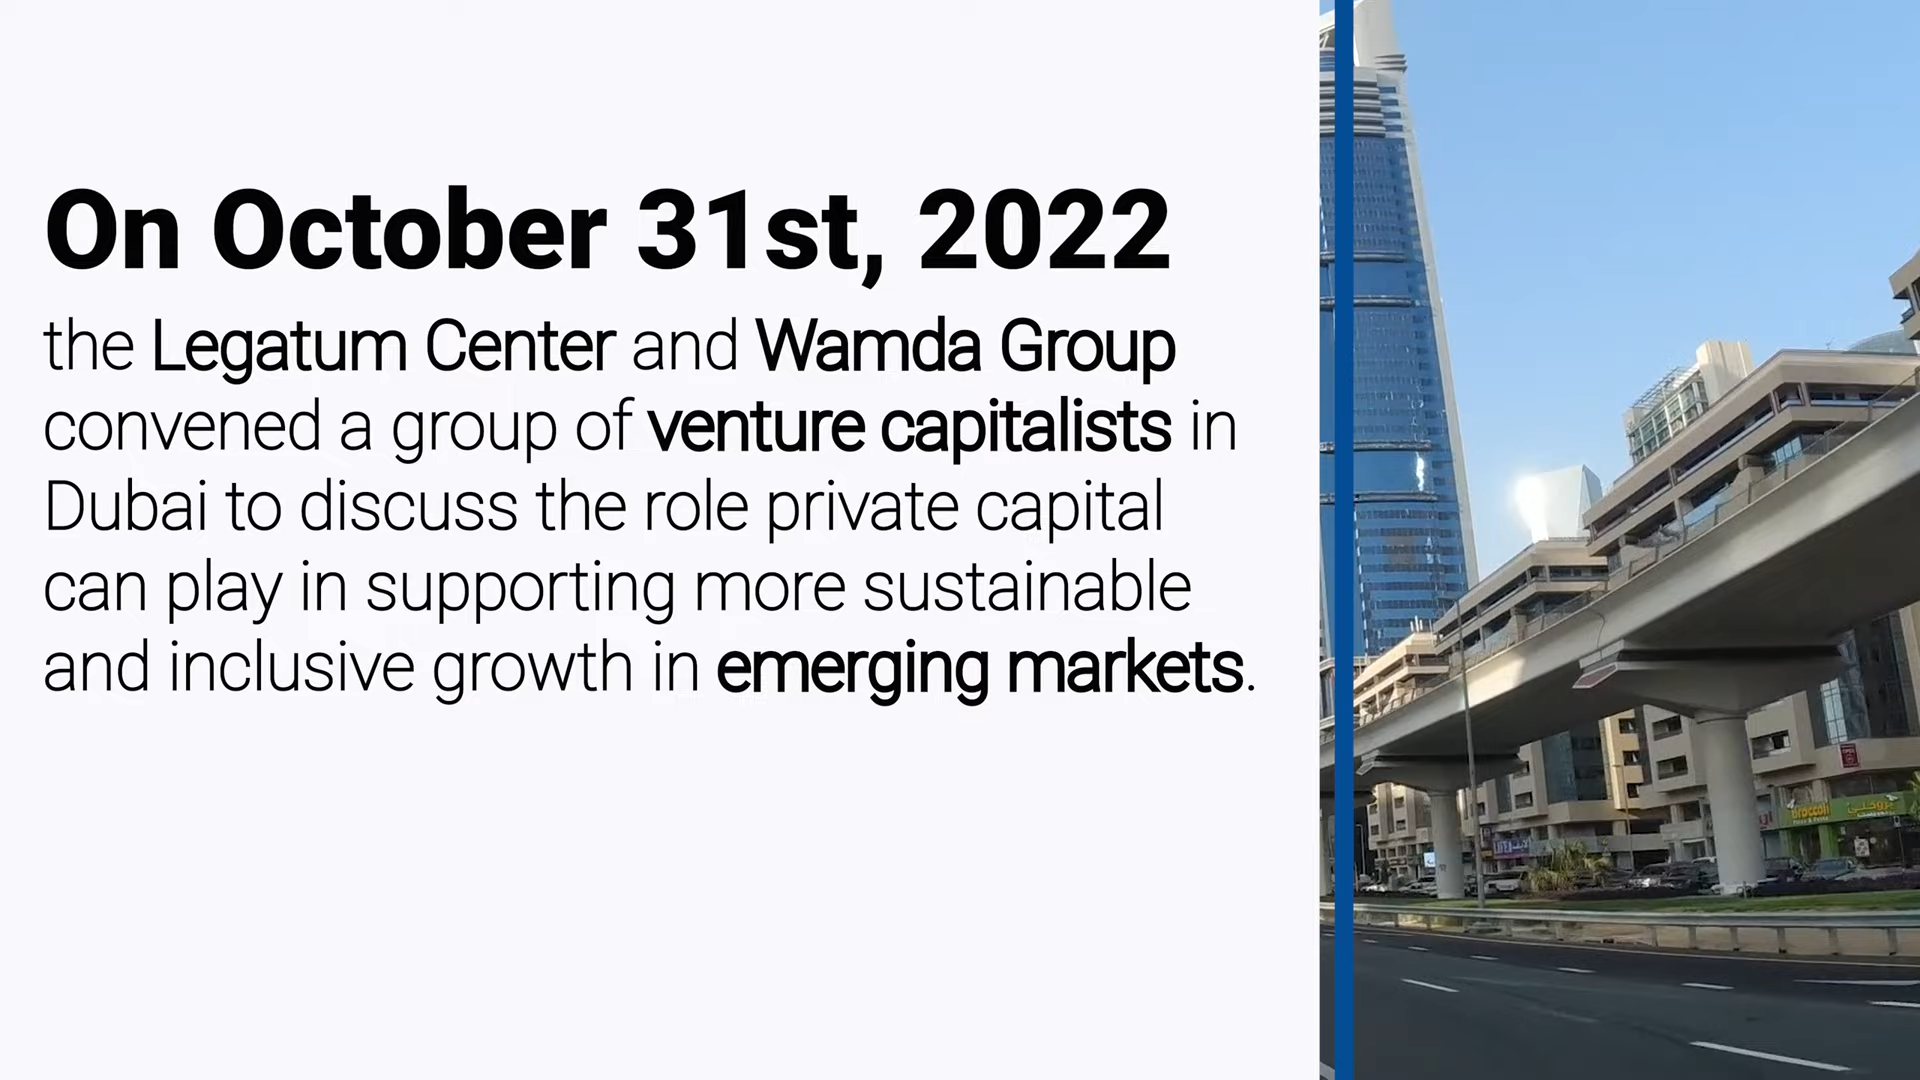 On October 31st, 2022
the Legatum Center and Wamda Group
convened a group of venture capitalists in
Dubai to discuss the role private capital
can play in supporting more sustainable
and inclusive growth in emerging markets.
broccoli